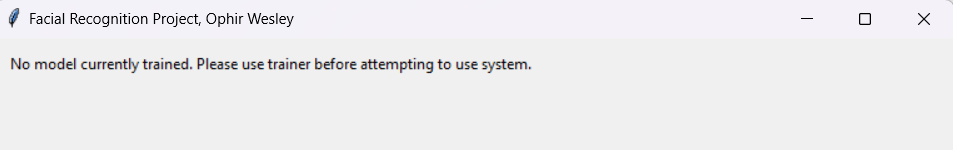 Facial Recognition Project, Ophir Wesley
No model currently trained. Please use trainer before attempting to use system.